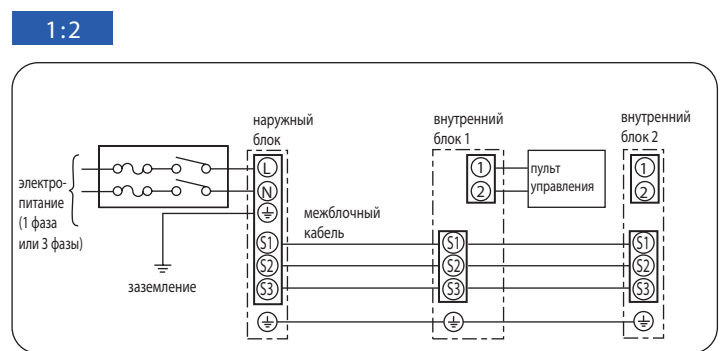 1:2
наружный
блок
внутренний
блок 1
внутренний
блок 2
электро-
питание
(1 фаза
или 3 фазы)
L
N
S1
S2
S3
заземление
межблочный
кабель
1
2
пульт
управления
S1
S2
S3
1
2
S1
S2
S3